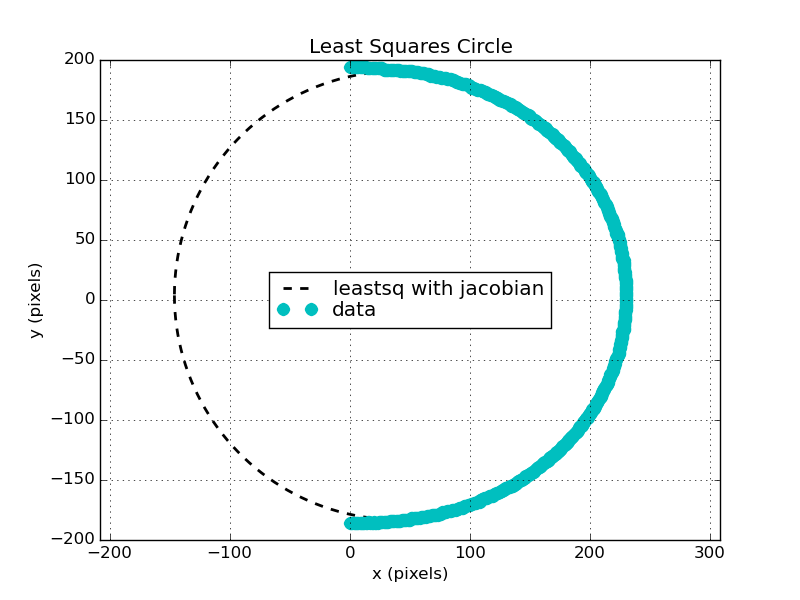 Least Squares Circle
200
150
100
50
0
−50
−100
−150
−200
y (pixels)
leastsq with jacobian
data
−200 −100 0 100 200 300
x (pixels)